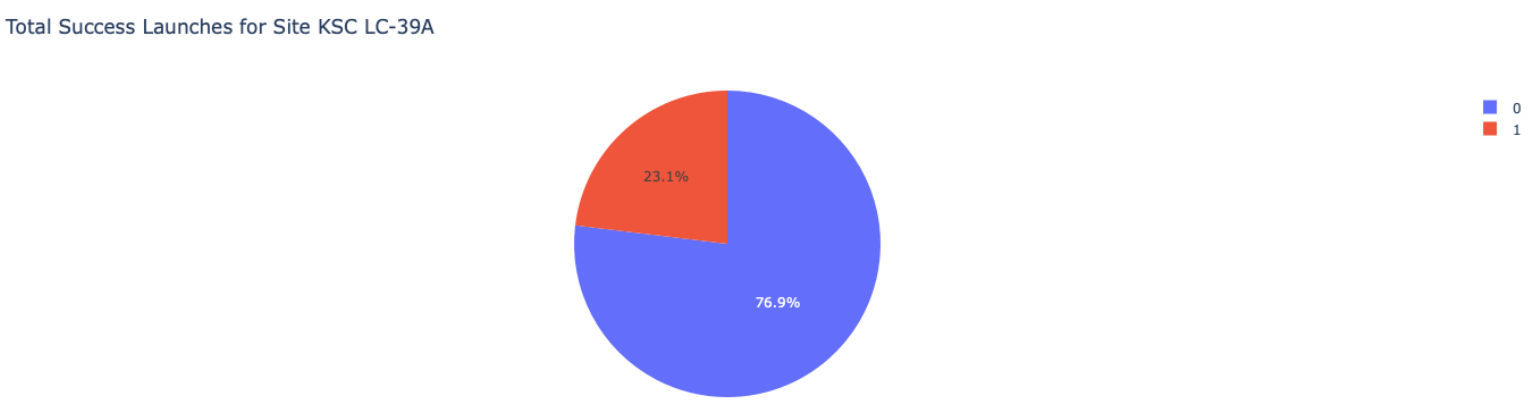 Total Success Launches for Site KSC LC-39A
0
1
23.1%
76.9%